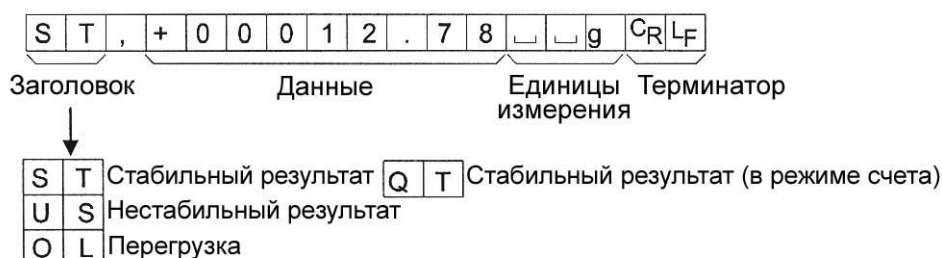 S T , + 0 0 0 1 2 . 7 8 ␣ ␣ g CR LF
Заголовок Данные Единицы измерения Терминатор
S T Стабильный результат Q T Стабильный результат (в режиме счета)
U S Нестабильный результат
O L Перегрузка